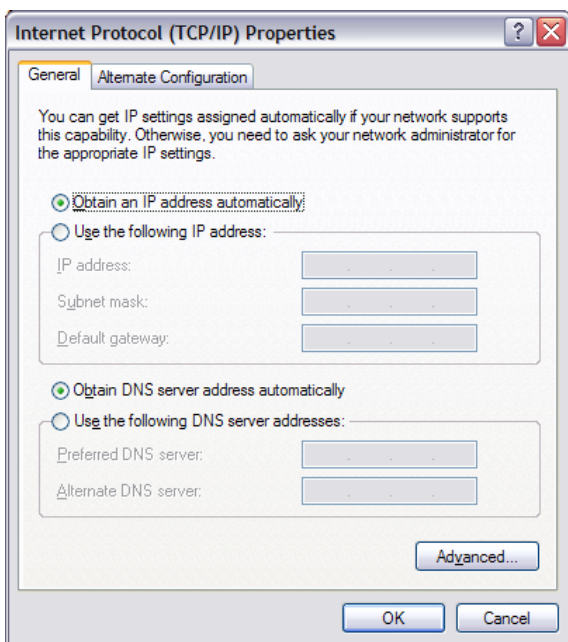 Internet Protocol (TCP/IP) Properties
General
Alternate Configuration
You can get IP settings assigned automatically if your network supports
this capability. Otherwise, you need to ask your network administrator for
the appropriate IP settings.
Obtain an IP address automatically
Use the following IP address:
IP address:
Subnet mask:
Default gateway:
Obtain DNS server address automatically
Use the following DNS server addresses:
Preferred DNS server:
Alternate DNS server:
Advanced...
OK
Cancel